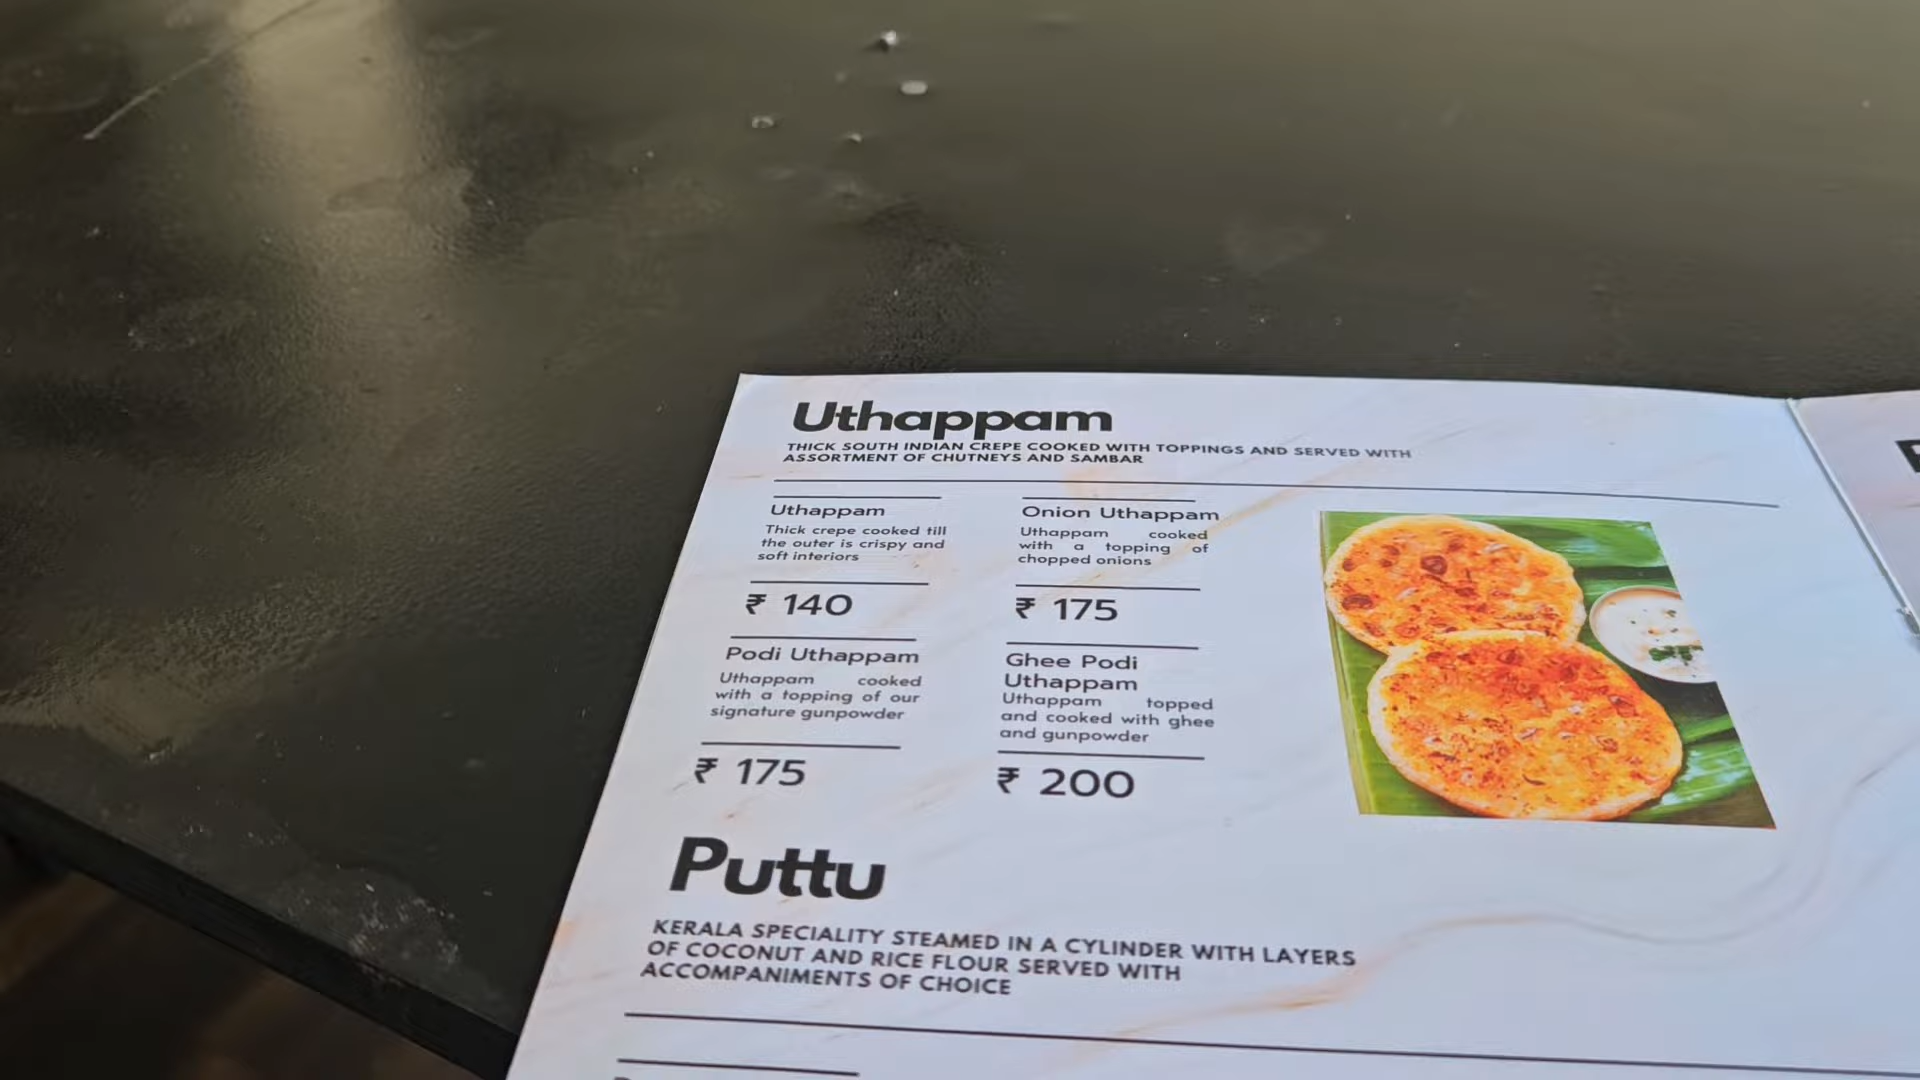 Uthappam
THICK SOUTH INDIAN CREPE COOKED WITH TOPPINGS AND SERVED WITH
ASSORTMENT OF CHUTNEYS AND SAMBAR
Uthappam
Thick crepe cooked till
the outer is crispy and
soft interiors
₹ 140
Onion Uthappam
Uthappam cooked
with a topping of
chopped onions
₹ 175
Podi Uthappam
Uthappam cooked
with a topping of our
signature gunpowder
₹ 175
Ghee Podi
Uthappam
Uthappam topped
and cooked with ghee
and gunpowder
₹ 200
Puttu
KERALA SPECIALITY STEAMED IN A CYLINDER WITH LAYERS
OF COCONUT AND RICE FLOUR SERVED WITH
ACCOMPANIMENTS OF CHOICE